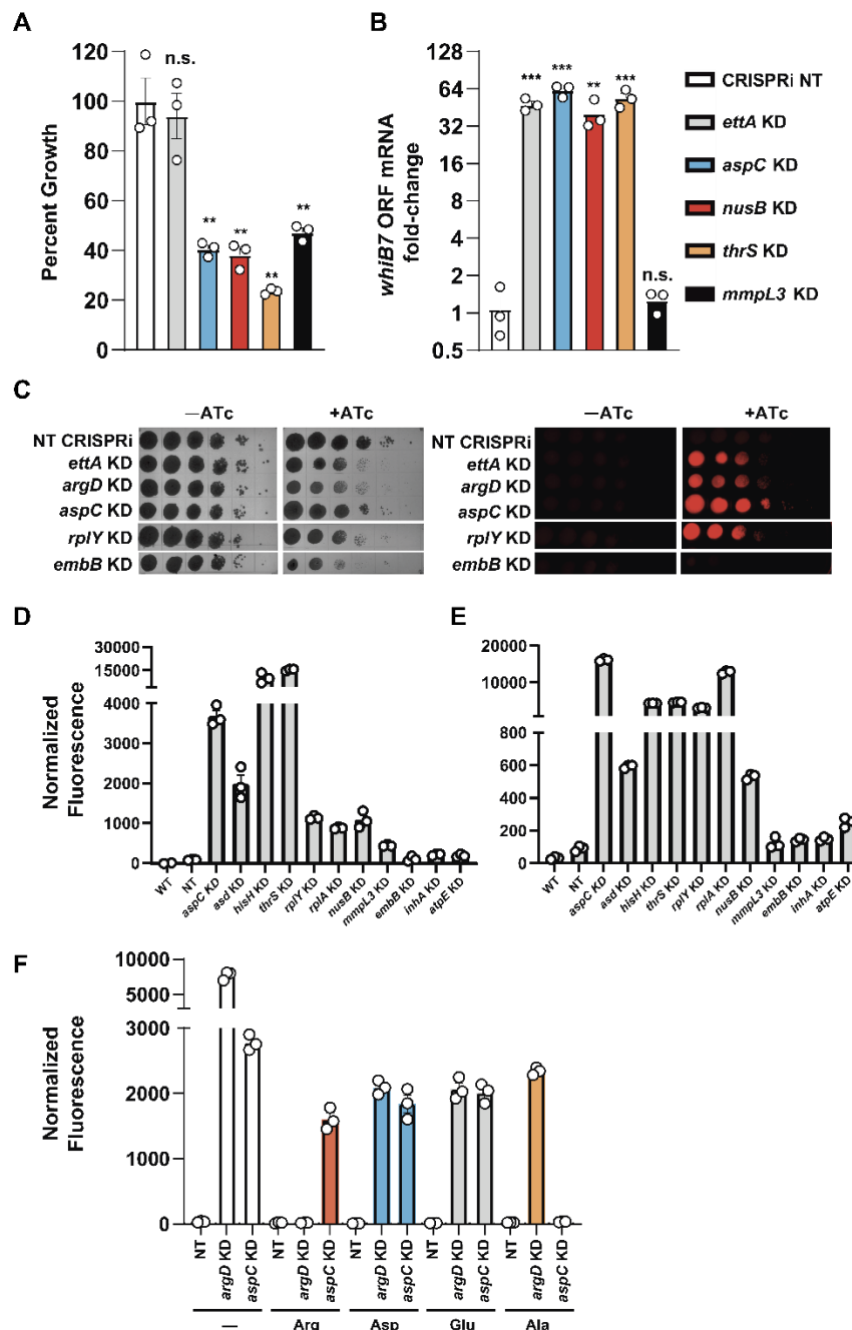 A
Percent Growth
120
100
80
60
40
20
0
n.s.
**
**
**
**
B
whiB7 ORF mRNA
fold-change
128
64
32
16
8
4
2
1
0.5
***
***
**
***
n.s.
CRISPRi NT
ettA KD
aspC KD
nusB KD
thrS KD
mmpL3 KD
C
—ATc
+ATc
NT CRISPRi
ettA KD
argD KD
aspC KD
rplY KD
embB KD
—ATc
+ATc
NT CRISPRi
ettA KD
argD KD
aspC KD
rplY KD
embB KD
D
Normalized
Fluorescence
30000
15000
4000
3000
2000
1000
0
WT
NT
aspC KD
asd KD
hisH KD
thrS KD
rplY KD
rplA KD
nusB KD
mmpL3 KD
embB KD
inhA KD
atpE KD
E
10000
800
600
400
200
0
WT
NT
aspC KD
asd KD
hisH KD
thrS KD
rplY KD
rplA KD
nusB KD
mmpL3 KD
embB KD
inhA KD
atpE KD
F
Normalized
Fluorescence
10000
5000
3000
2000
1000
0
NT
argD KD
aspC KD
NT
argD KD
aspC KD
NT
argD KD
aspC KD
NT
argD KD
aspC KD
NT
argD KD
aspC KD
— Arg Asp Glu Ala